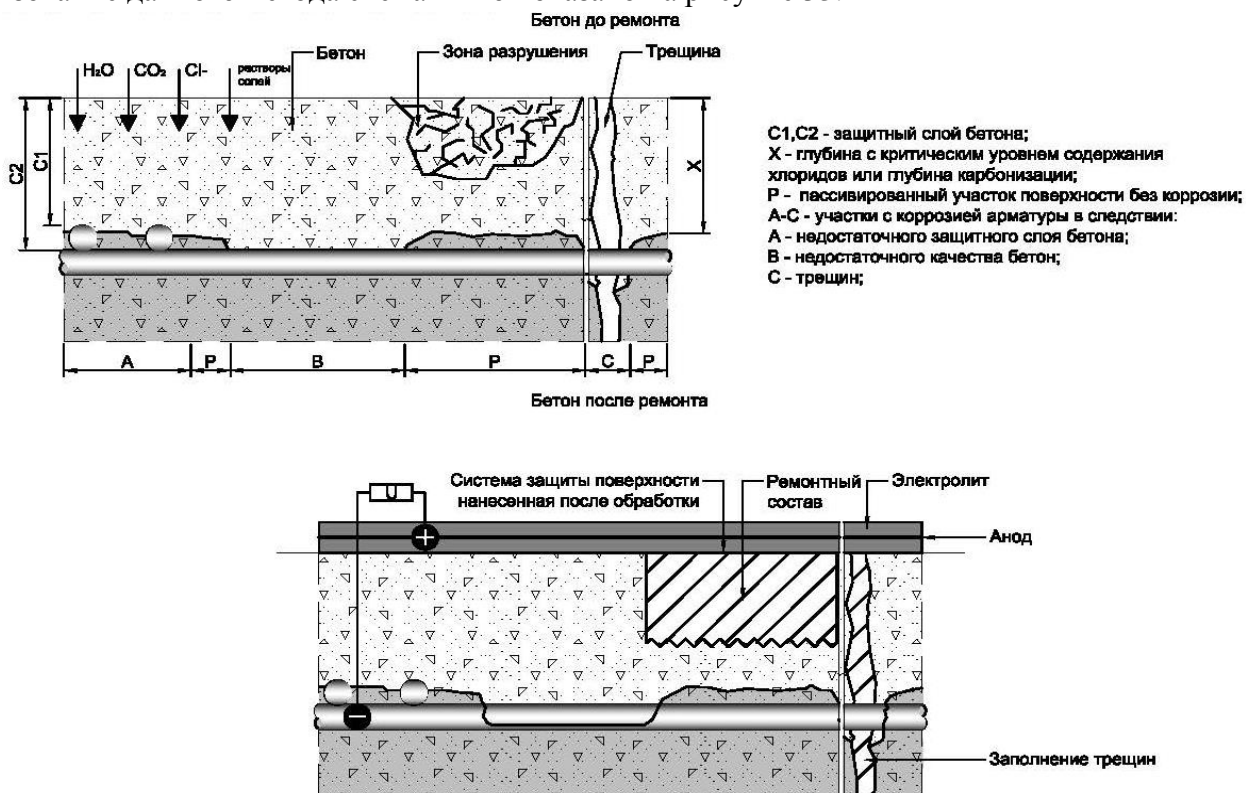 Бетон до ремонта
Бетон
Зона разрушения
Трещина
H₂O
CO₂
Cl-
растворы
солей
C2
C1
X
C1,C2 - защитный слой бетона;
X - глубина с критическим уровнем содержания
хлоридов или глубина карбонизации;
P - пассивированный участок поверхности без коррозии;
A-C - участки с коррозией арматуры в следствии:
A - недостаточного защитного слоя бетона;
B - недостаточного качества бетон;
C - трещин;
A
P
B
P
C
P
Бетон после ремонта
Система защиты поверхности
нанесенная после обработки
Ремонтный
состав
Электролит
U
+
Анод
−
Заполнение трещин